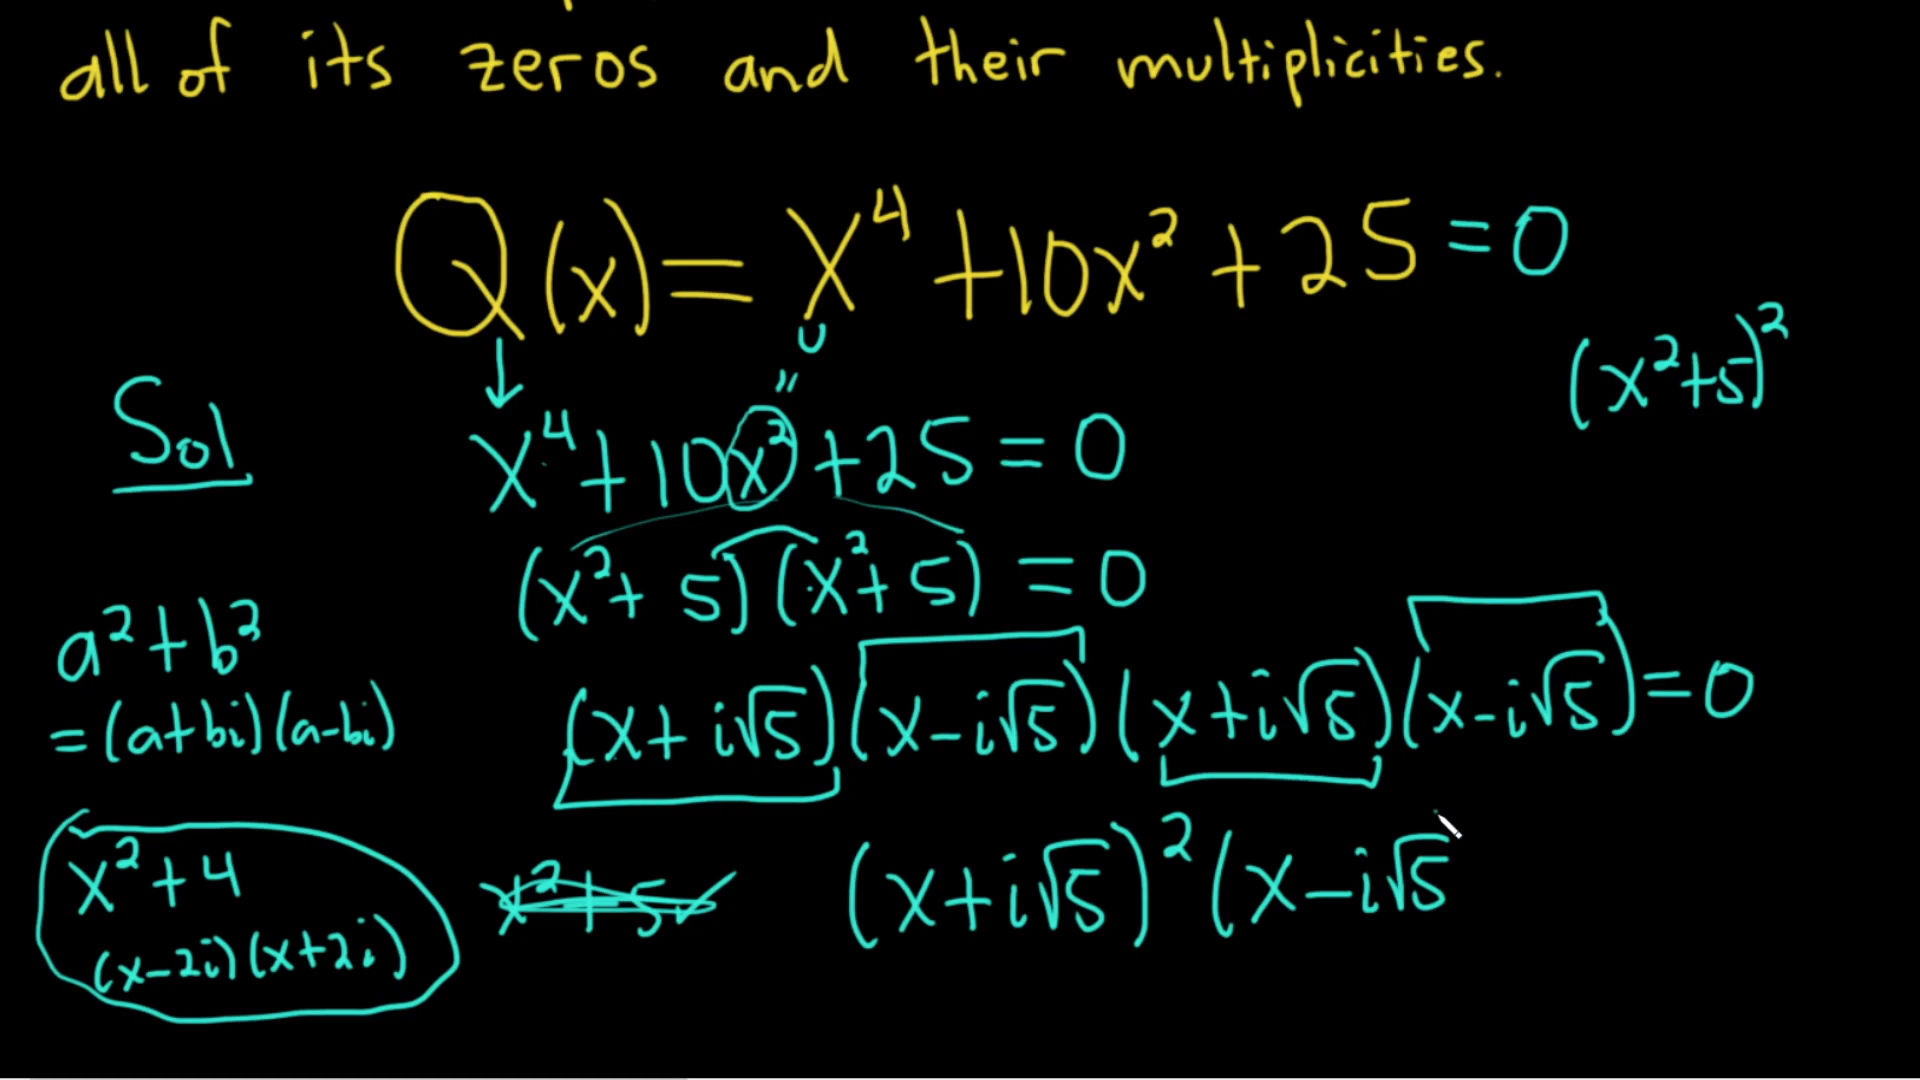 all of its zeros and their multiplicities.
Q(x) = x⁴ + 10x² + 25 = 0
(x² + 5)²
Sol
x⁴ + 10x² + 25 = 0
(x² + 5)(x² + 5) = 0
a² + b²
= (a + bi)(a - bi)
(x + i√5)(x - i√5)(x + i√5)(x - i√5) = 0
x² + 4
(x - 2i)(x + 2i)
x² + 5
(x + i√5)²(x - i√5